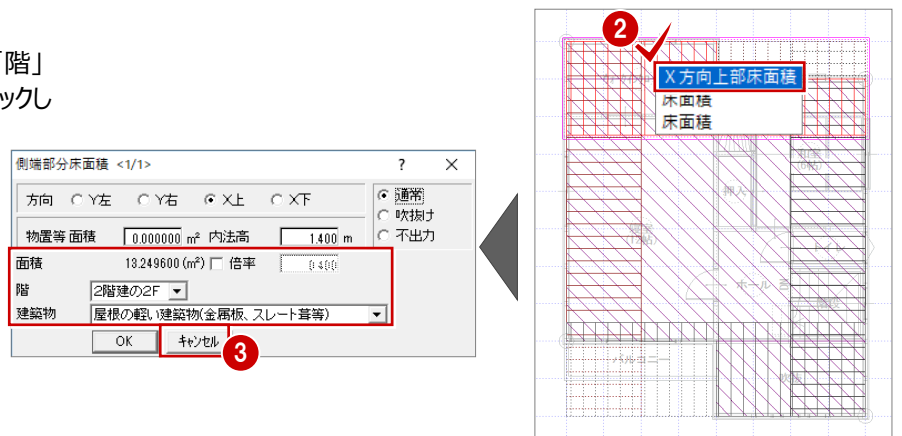 「階」
ックし
2
X方向上部床面積
床面積
床面積
側端部分床面積 <1/1>
? ×
方向 Y左 Y右 X上 X下
通常
吹抜け
不出力
物置等 面積 0.000000 m² 内法高 1.400 m
面積 13.249600 (m²) 倍率 0.400
階 2階建の2F
建築物 屋根の軽い建築物(金属板、スレート葺等)
OK キャンセル
3
押入
トイレ
ホール
バルコニー